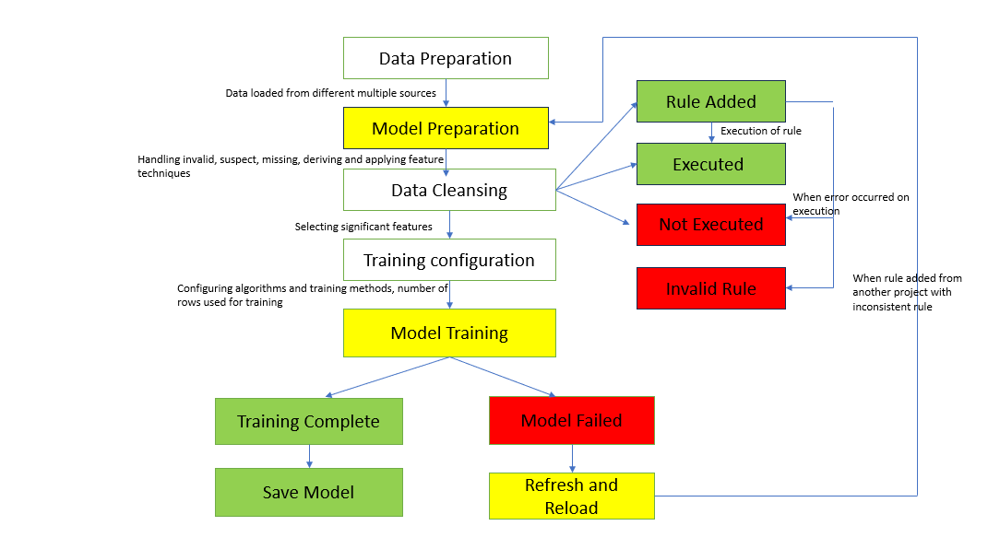 Data Preparation
Data loaded from different multiple sources
Model Preparation
Handling invalid, suspect, missing, deriving and applying feature
techniques
Data Cleansing
Selecting significant features
Training configuration
Configuring algorithms and training methods, number of
rows used for training
Model Training
Training Complete
Save Model
Model Failed
Refresh and
Reload
Rule Added
Execution of rule
Executed
When error occurred on
execution
Not Executed
Invalid Rule
When rule added from
another project with
inconsistent rule